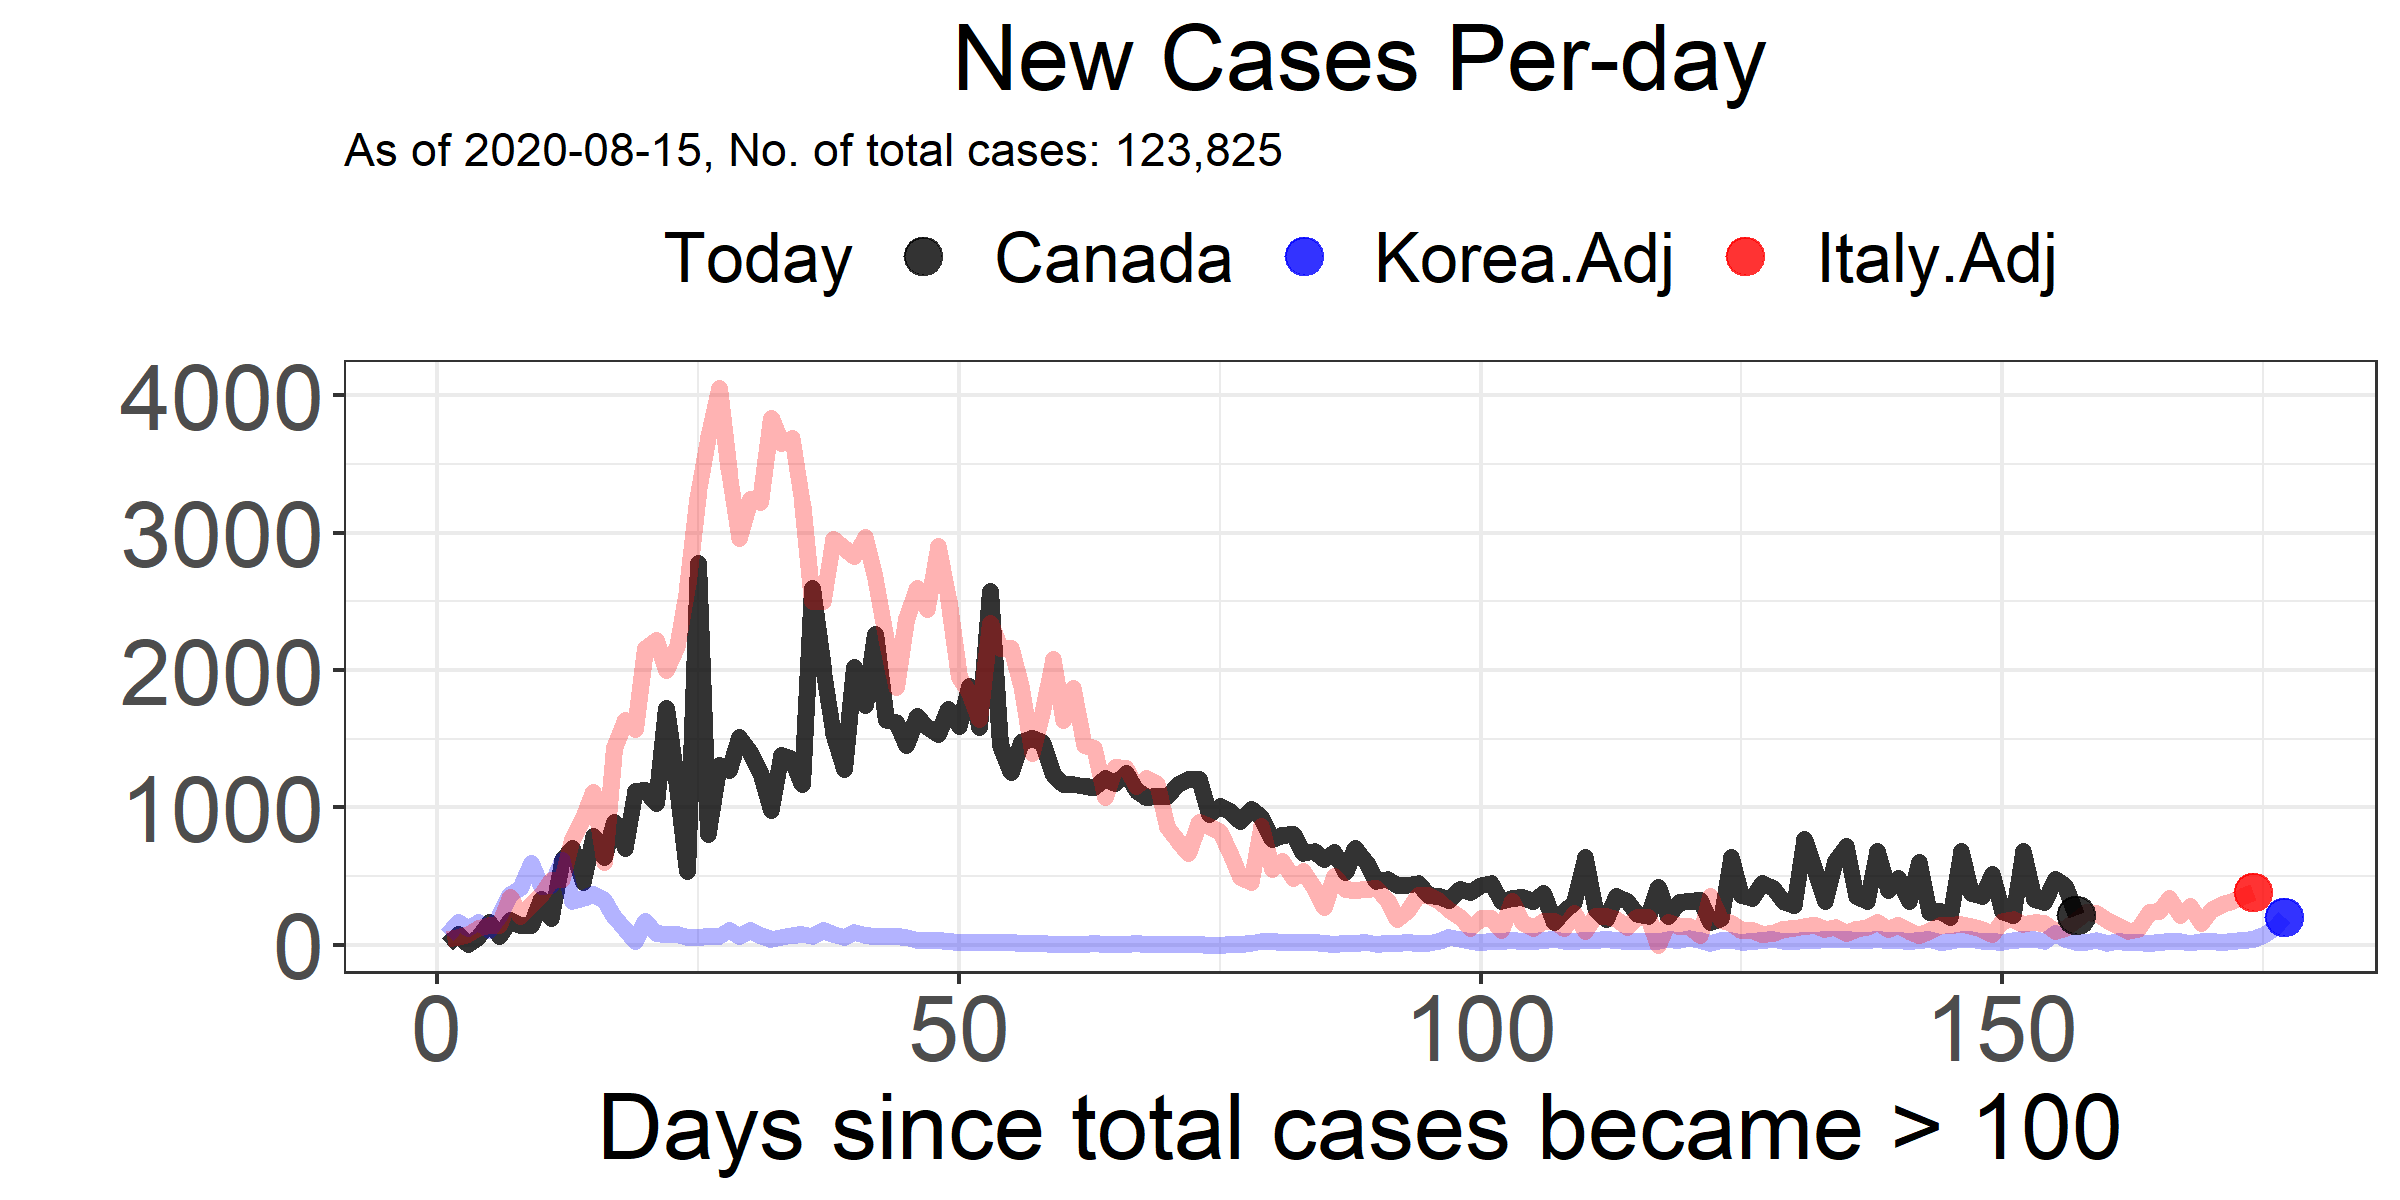 New Cases Per-day
As of 2020-08-15, No. of total cases: 123,825
Today Canada Korea.Adj Italy.Adj
4000
3000
2000
1000
0
0 50 100 150
Days since total cases became > 100